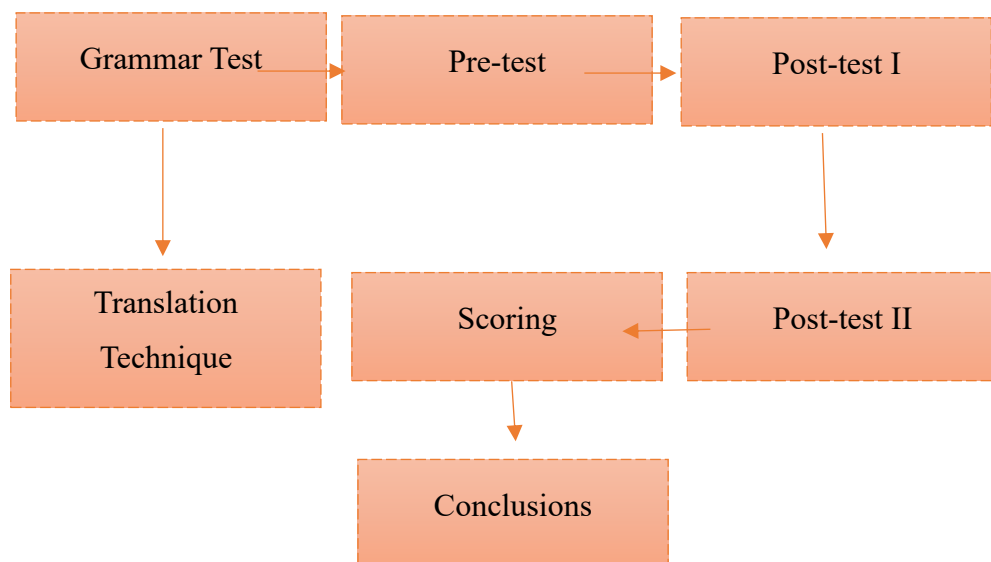 Grammar Test
Pre-test
Post-test I
Translation
Technique
Scoring
Post-test II
Conclusions